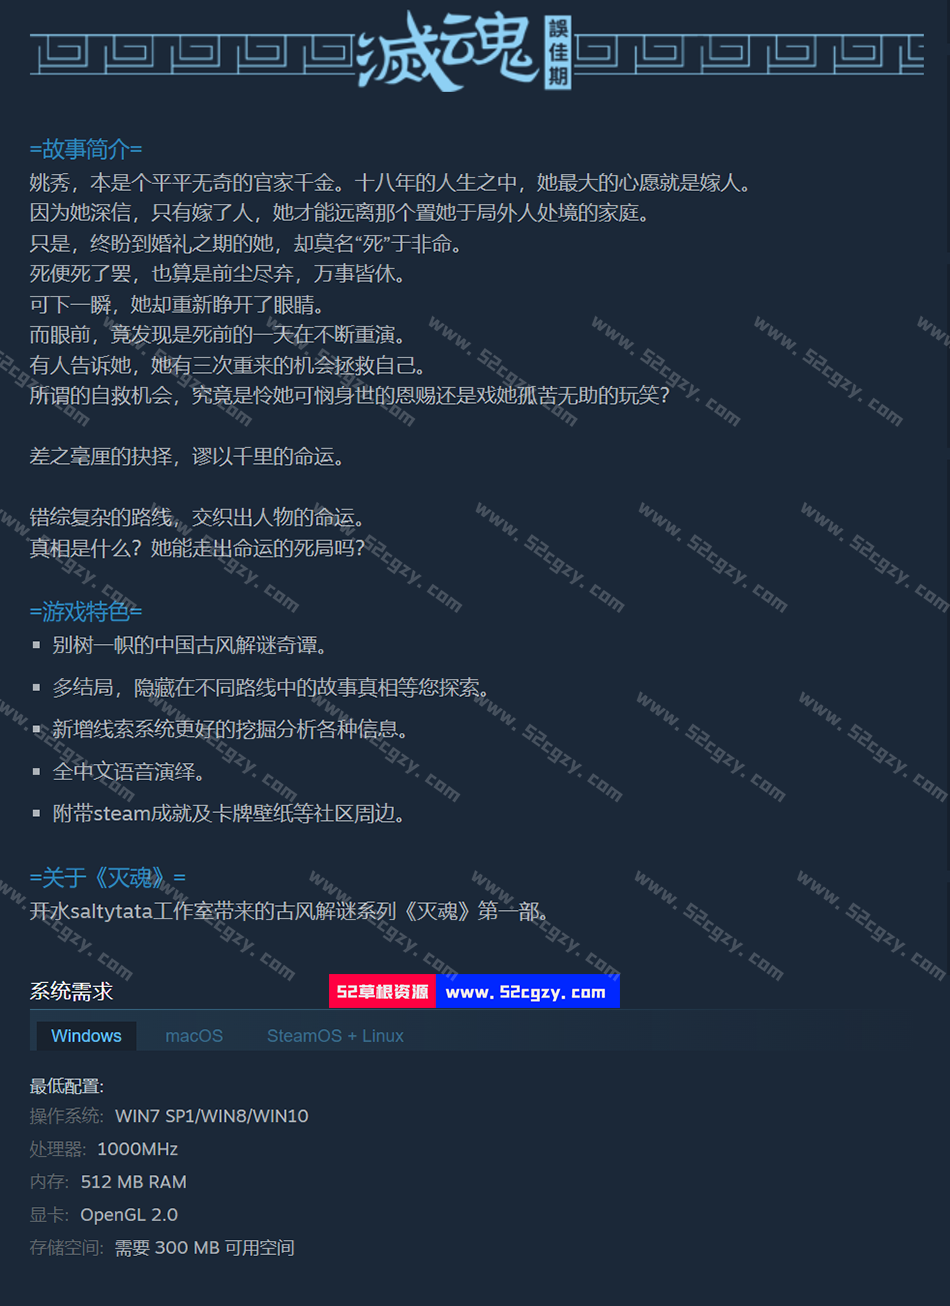 滅魂
誤佳期
=故事简介=
姚秀，本是个平平无奇的官家千金。十八年的人生之中，她最大的心愿就是嫁人。
因为她深信，只有嫁了人，她才能远离那个置她于局外人处境的家庭。
只是，终盼到婚礼之期的她，却莫名“死”于非命。
死便死了罢，也算是前尘尽弃，万事皆休。
可下一瞬，她却重新睁开了眼睛。
而眼前，竟发现是死前的一天在不断重演。
有人告诉她，她有三次重来的机会拯救自己。
所谓的自救机会，究竟是怜她可悯身世的恩赐还是戏她孤苦无助的玩笑？
差之毫厘的抉择，谬以千里的命运。
错综复杂的路线，交织出人物的命运。
真相是什么？她能走出命运的死局吗？
=游戏特色=
▪ 别树一帜的中国古风解谜奇谭。
▪ 多结局，隐藏在不同路线中的故事真相等您探索。
▪ 新增线索系统更好的挖掘分析各种信息。
▪ 全中文语音演绎。
▪ 附带steam成就及卡牌壁纸等社区周边。
=关于《灭魂》=
开水saltytata工作室带来的古风解谜系列《灭魂》第一部。
系统需求
52草根资源 www.52cgzy.com
Windows macOS SteamOS + Linux
最低配置:
操作系统: WIN7 SP1/WIN8/WIN10
处理器: 1000MHz
内存: 512 MB RAM
显卡: OpenGL 2.0
存储空间: 需要 300 MB 可用空间